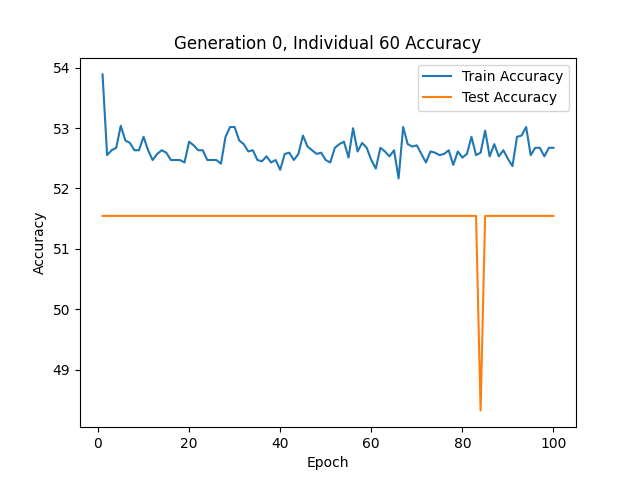 Generation 0, Individual 60 Accuracy
Train Accuracy
Test Accuracy
54
53
52
51
50
49
Accuracy
0 20 40 60 80 100
Epoch